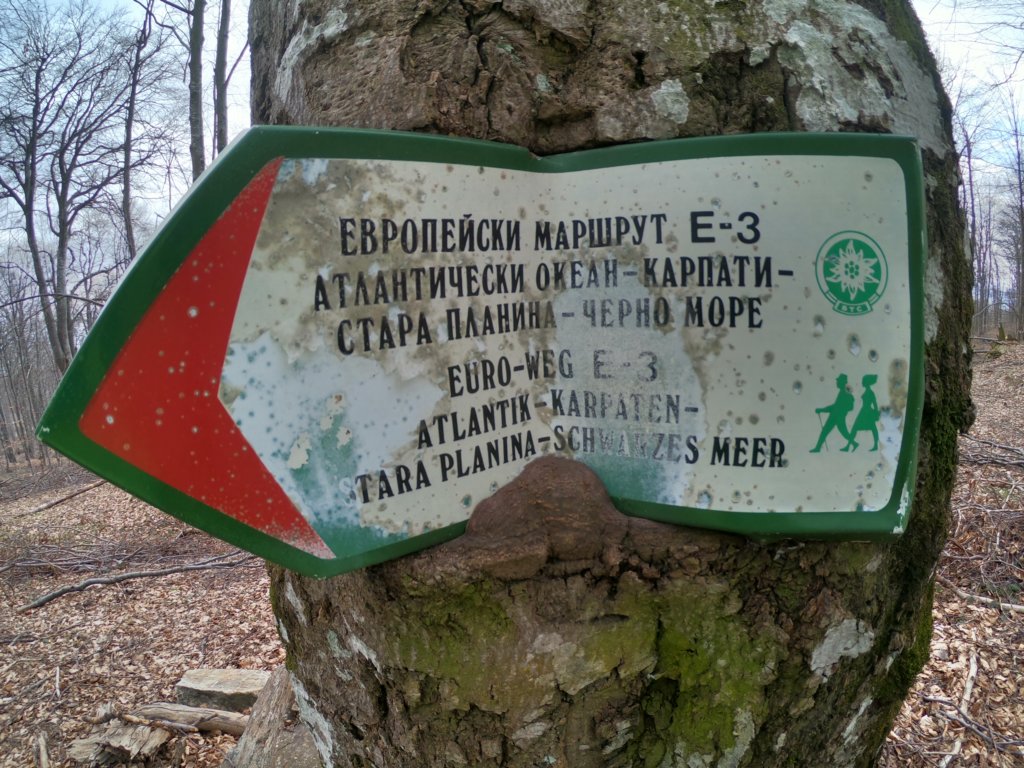 ЕВРОПЕЙСКИ МАРШРУТ Е-3
АТЛАНТИЧЕСКИ ОКЕАН-КАРПАТИ-
СТАРА ПЛАНИНА-ЧЕРНО МОРЕ
EURO-WEG E-3
ATLANTIK-KARPATEN-
STARA PLANINA-SCHWARZES MEER
БТС